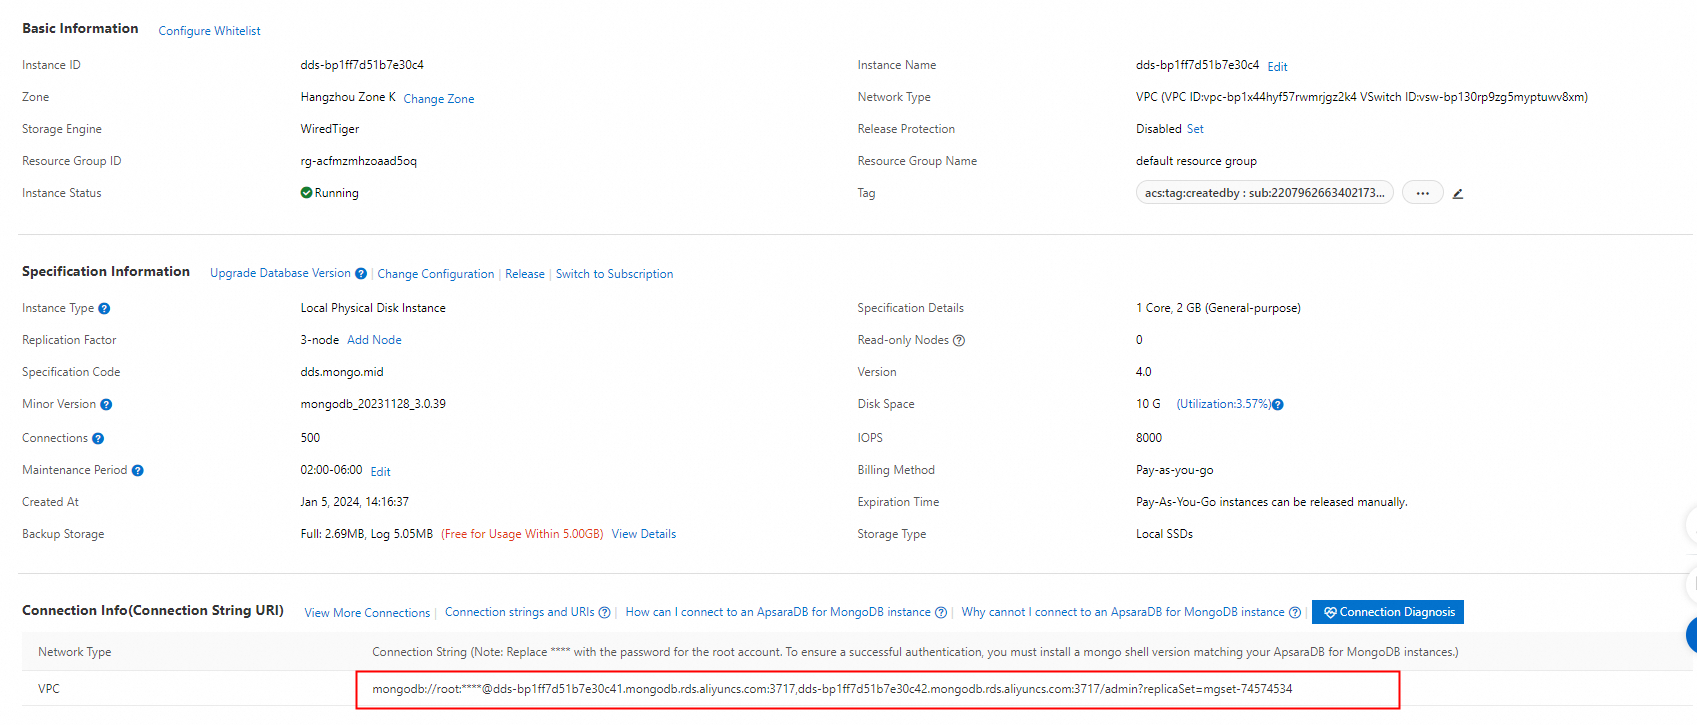 Basic Information Configure Whitelist
Instance ID dds-bp1ff7d51b7e30c4 Instance Name dds-bp1ff7d51b7e30c4 Edit
Zone Hangzhou Zone K Change Zone Network Type VPC (VPC ID:vpc-bp1x44hyf57rwmrjgz2k4 VSwitch ID:vsw-bp130rp9zg5myptuwv8xm)
Storage Engine WiredTiger Release Protection Disabled Set
Resource Group ID rg-acfmzmhzoaad5oq Resource Group Name default resource group
Instance Status Running Tag acs:tag:createdby : sub:2207962663402173... ...
Specification Information Upgrade Database Version ? | Change Configuration | Release | Switch to Subscription
Instance Type ? Local Physical Disk Instance Specification Details 1 Core, 2 GB (General-purpose)
Replication Factor 3-node Add Node Read-only Nodes ? 0
Specification Code dds.mongo.mid Version 4.0
Minor Version ? mongodb_20231128_3.0.39 Disk Space 10 G (Utilization:3.57%) ?
Connections ? 500 IOPS 8000
Maintenance Period ? 02:00-06:00 Edit Billing Method Pay-as-you-go
Created At Jan 5, 2024, 14:16:37 Expiration Time Pay-As-You-Go instances can be released manually.
Backup Storage Full: 2.69MB, Log 5.05MB (Free for Usage Within 5.00GB) View Details Storage Type Local SSDs
Connection Info(Connection String URI) View More Connections | Connection strings and URIs ? | How can I connect to an ApsaraDB for MongoDB instance ? | Why cannot I connect to an ApsaraDB for MongoDB instance ? | Connection Diagnosis
Network Type Connection String (Note: Replace **** with the password for the root account. To ensure a successful authentication, you must install a mongo shell version matching your ApsaraDB for MongoDB instances.)
VPC mongodb://root:****@dds-bp1ff7d51b7e30c41.mongodb.rds.aliyuncs.com:3717,dds-bp1ff7d51b7e30c42.mongodb.rds.aliyuncs.com:3717/admin?replicaSet=mgset-74574534